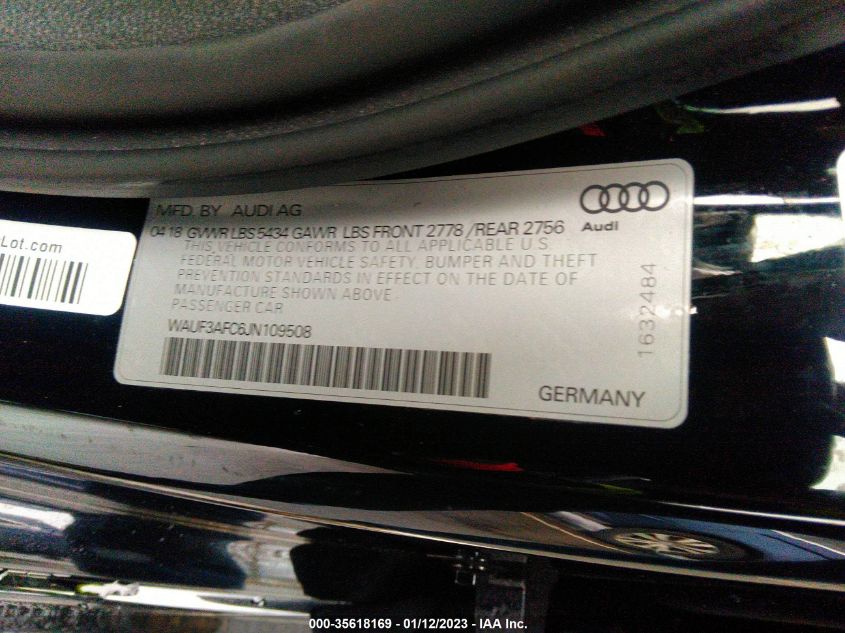 MFD. BY AUDI AG
Audi
04 18 GVWR LBS 5434 GAWR LBS FRONT 2778 /REAR 2756
THIS VEHICLE CONFORMS TO ALL APPLICABLE U.S.
FEDERAL MOTOR VEHICLE SAFETY, BUMPER AND THEFT
PREVENTION STANDARDS IN EFFECT ON THE DATE OF
MANUFACTURE SHOWN ABOVE.
PASSENGER CAR
WAUF3AFC6JN109508
GERMANY
1632484
Lot.com
000-35618169 - 01/12/2023 - IAA Inc.